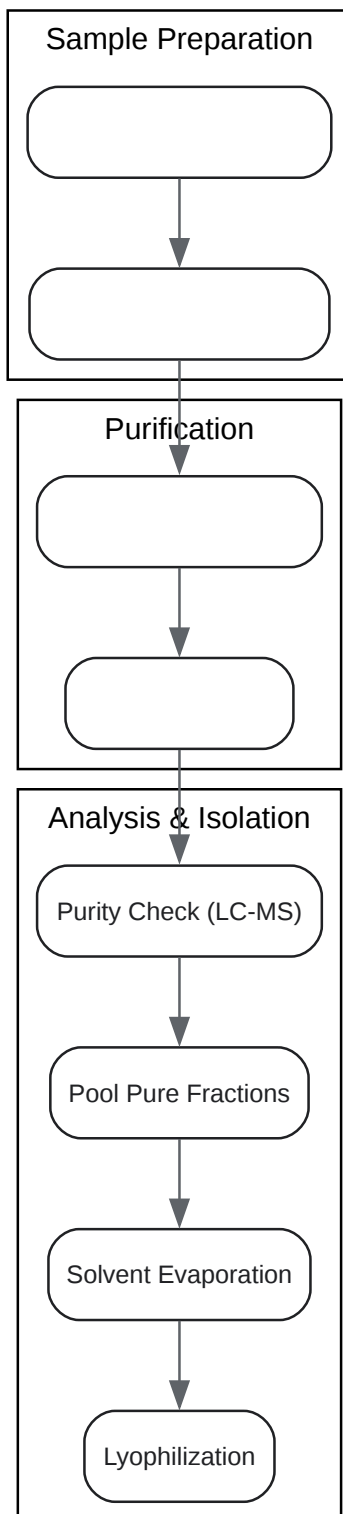 Sample Preparation
Purification
Analysis & Isolation
Purity Check (LC-MS)
Pool Pure Fractions
Solvent Evaporation
Lyophilization